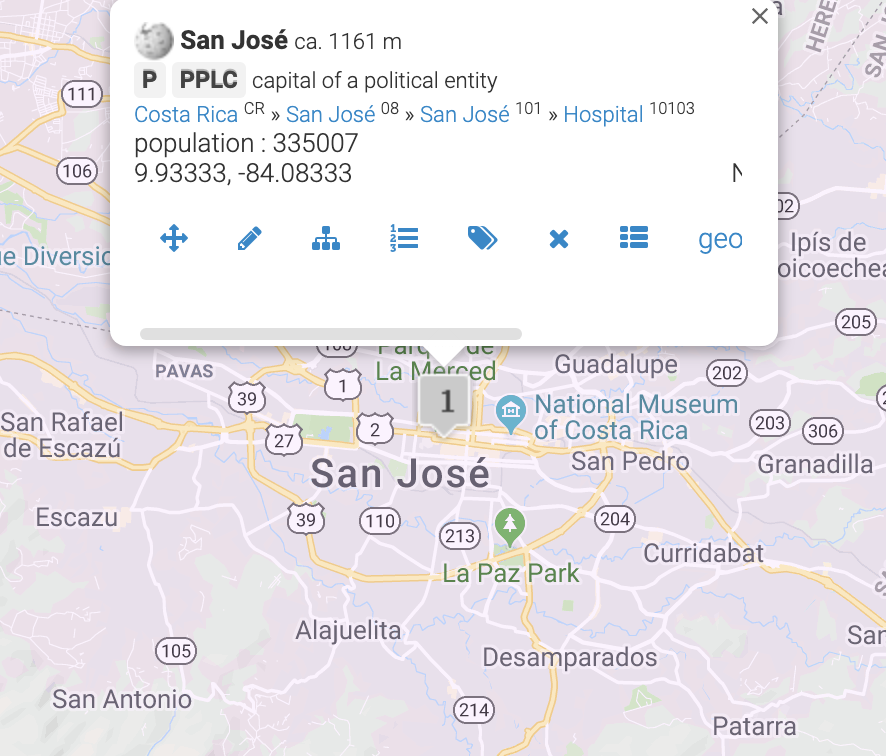 San José ca. 1161 m
P PPLC capital of a political entity
Costa Rica CR » San José 08 » San José 101 » Hospital 10103
population : 335007
9.93333, -84.08333
geo
111
106
HERE
02
Ipís de
oicoechea
205
e Diversio
PAVAS
Parque de
La Merced
Guadalupe
202
1
39
1
National Museum
of Costa Rica
San Rafael
de Escazú
27
2
203
306
San José
San Pedro
Granadilla
Escazu
39
110
213
204
La Paz Park
Curridabat
Alajuelita
San
105
Desamparados
San Antonio
214
Patarra